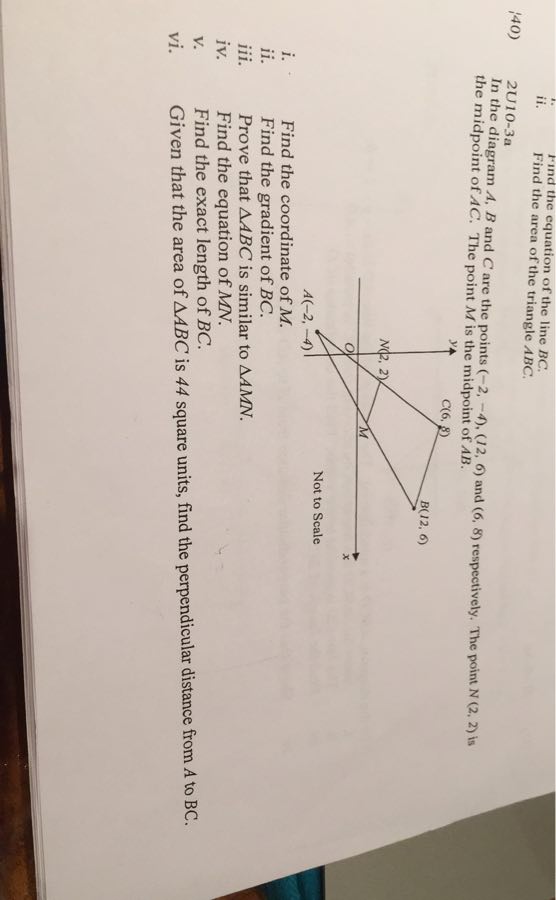 ii.
Find the equation of the line BC.
Find the area of the triangle ABC.
140)
2U10-3a
In the diagram A, B and C are the points (−2, −4), (12, 6) and (6, 8) respectively. The point N (2, 2) is
the midpoint of AC. The point M is the midpoint of AB.
y
C(6, 8)
B(12, 6)
N(2, 2)
M
O
x
A(−2, −4)
Not to Scale
i. Find the coordinate of M.
ii. Find the gradient of BC.
iii. Prove that ΔABC is similar to ΔAMN.
iv. Find the equation of MN.
v. Find the exact length of BC.
vi. Given that the area of ΔABC is 44 square units, find the perpendicular distance from A to BC.